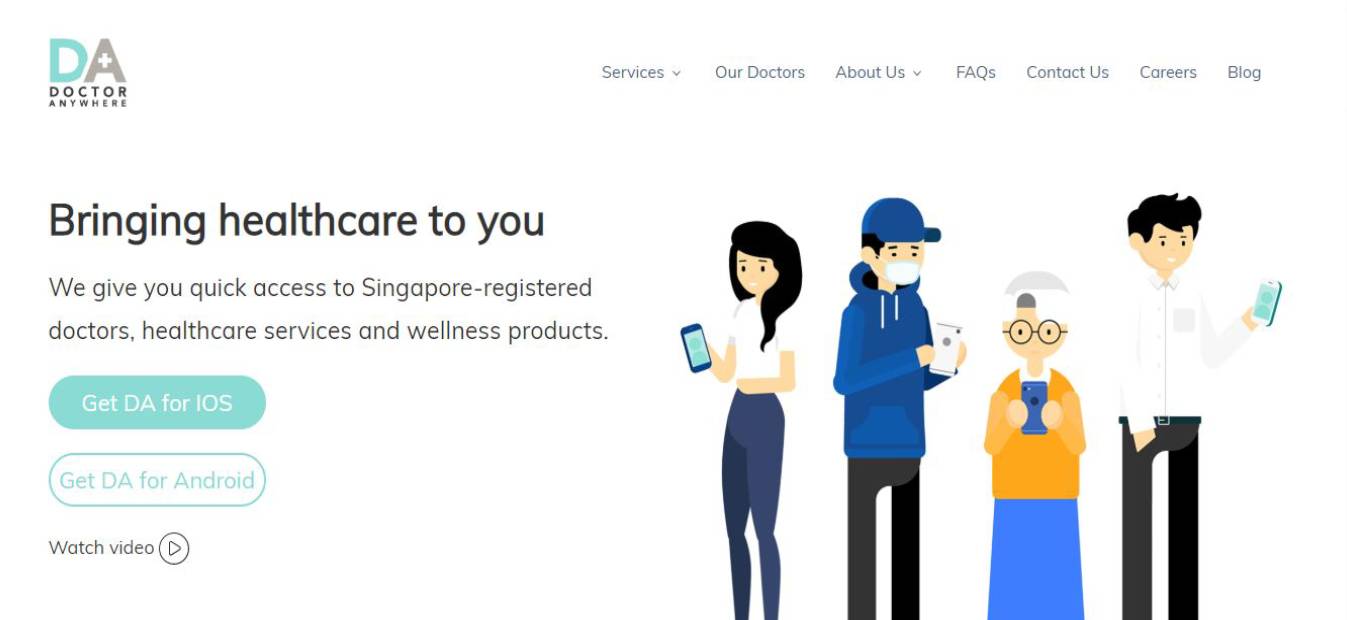 DA
DOCTOR
ANYWHERE
Services Our Doctors About Us FAQs Contact Us Careers Blog
Bringing healthcare to you
We give you quick access to Singapore-registered
doctors, healthcare services and wellness products.
Get DA for IOS
Get DA for Android
Watch video